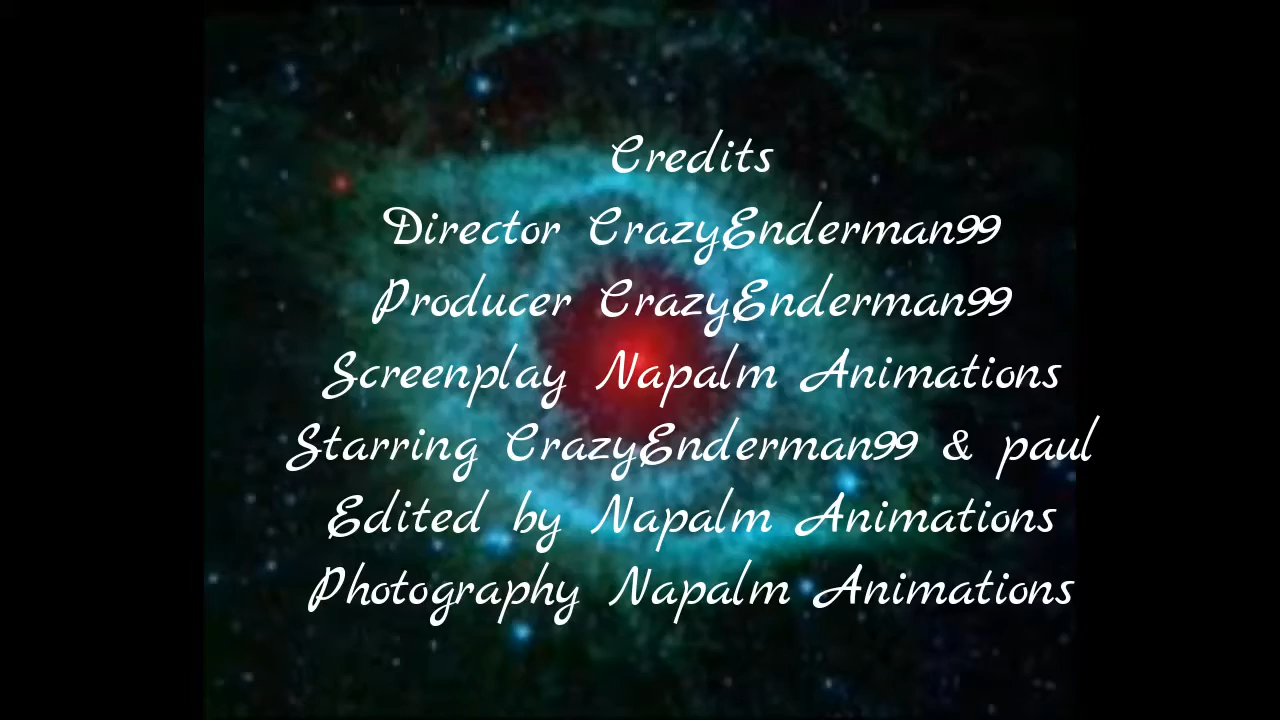 Credits
Director CrazyEnderman99
Producer CrazyEnderman99
Screenplay Napalm Animations
Starring CrazyEnderman99 & paul
Edited by Napalm Animations
Photography Napalm Animations